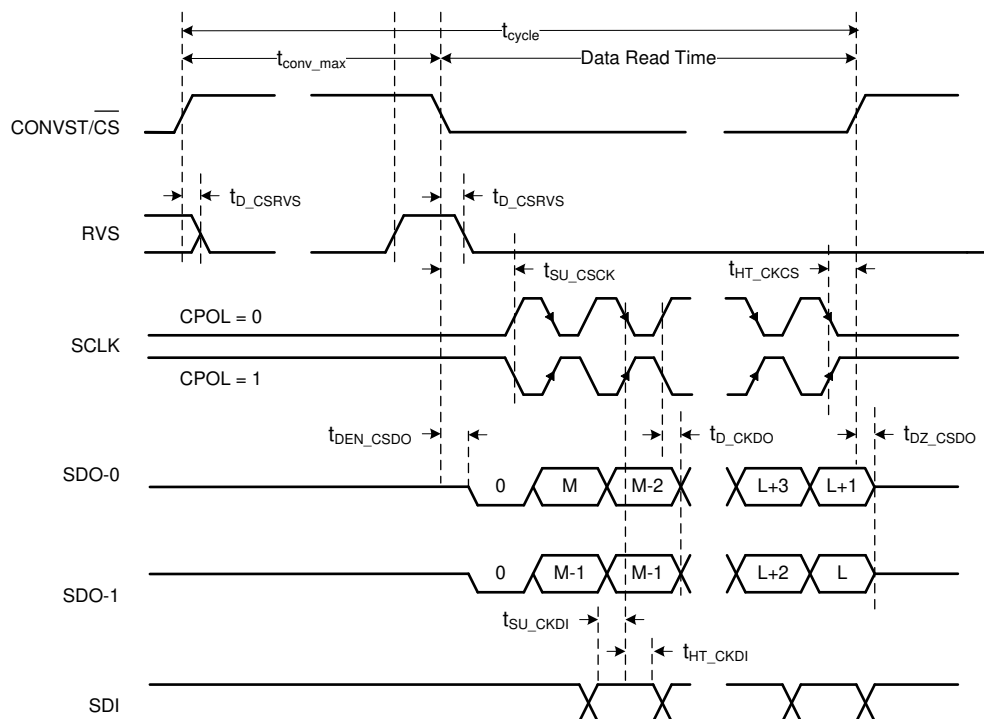 t_cycle
t_conv_max
Data Read Time
CONVST/C̅S̅
t_D_CSRVS
t_D_CSRVS
RVS
t_SU_CSCK
t_HT_CKCS
CPOL = 0
SCLK
CPOL = 1
t_DEN_CSDO
t_D_CKDO
t_DZ_CSDO
SDO-0
0 M M-2 L+3 L+1
SDO-1
0 M-1 M-1 L+2 L
t_SU_CKDI
t_HT_CKDI
SDI